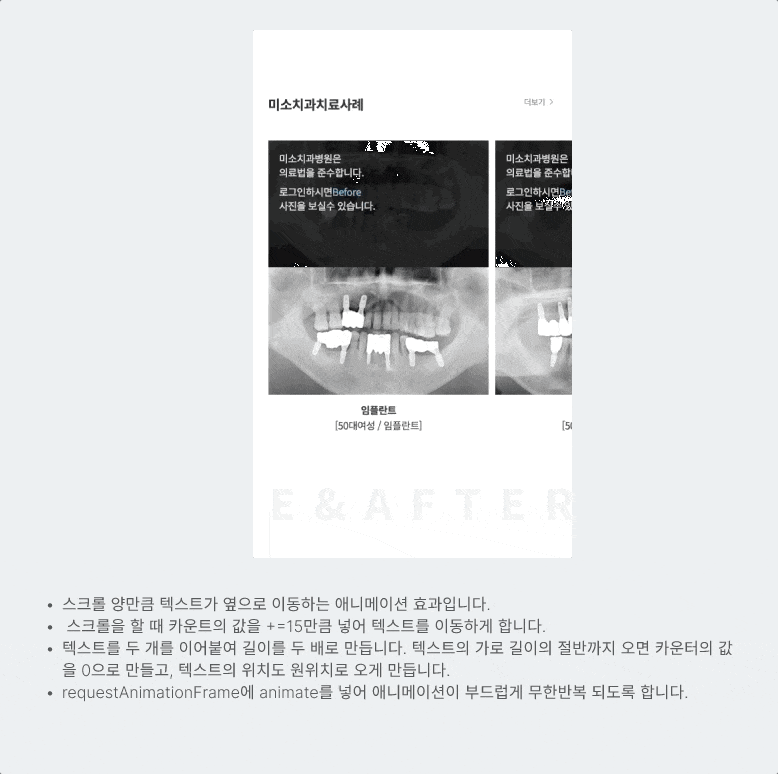 미소치과치료사례
더보기 >
미소치과병원은
의료법을 준수합니다.
로그인하시면Before
사진을 보실수 있습니다.
미소치과병원은
의료법을 준수합
로그인하시면Be
사진을 보실수 있
임플란트
[50대여성 / 임플란트]
[50
E & A F T E R
• 스크롤 양만큼 텍스트가 옆으로 이동하는 애니메이션 효과입니다.
• 스크롤을 할 때 카운트의 값을 +=15만큼 넣어 텍스트를 이동하게 합니다.
• 텍스트를 두 개를 이어붙여 길이를 두 배로 만듭니다. 텍스트의 가로 길이의 절반까지 오면 카운터의 값
을 0으로 만들고, 텍스트의 위치도 원위치로 오게 만듭니다.
• requestAnimationFrame에 animate를 넣어 애니메이션이 부드럽게 무한반복 되도록 합니다.